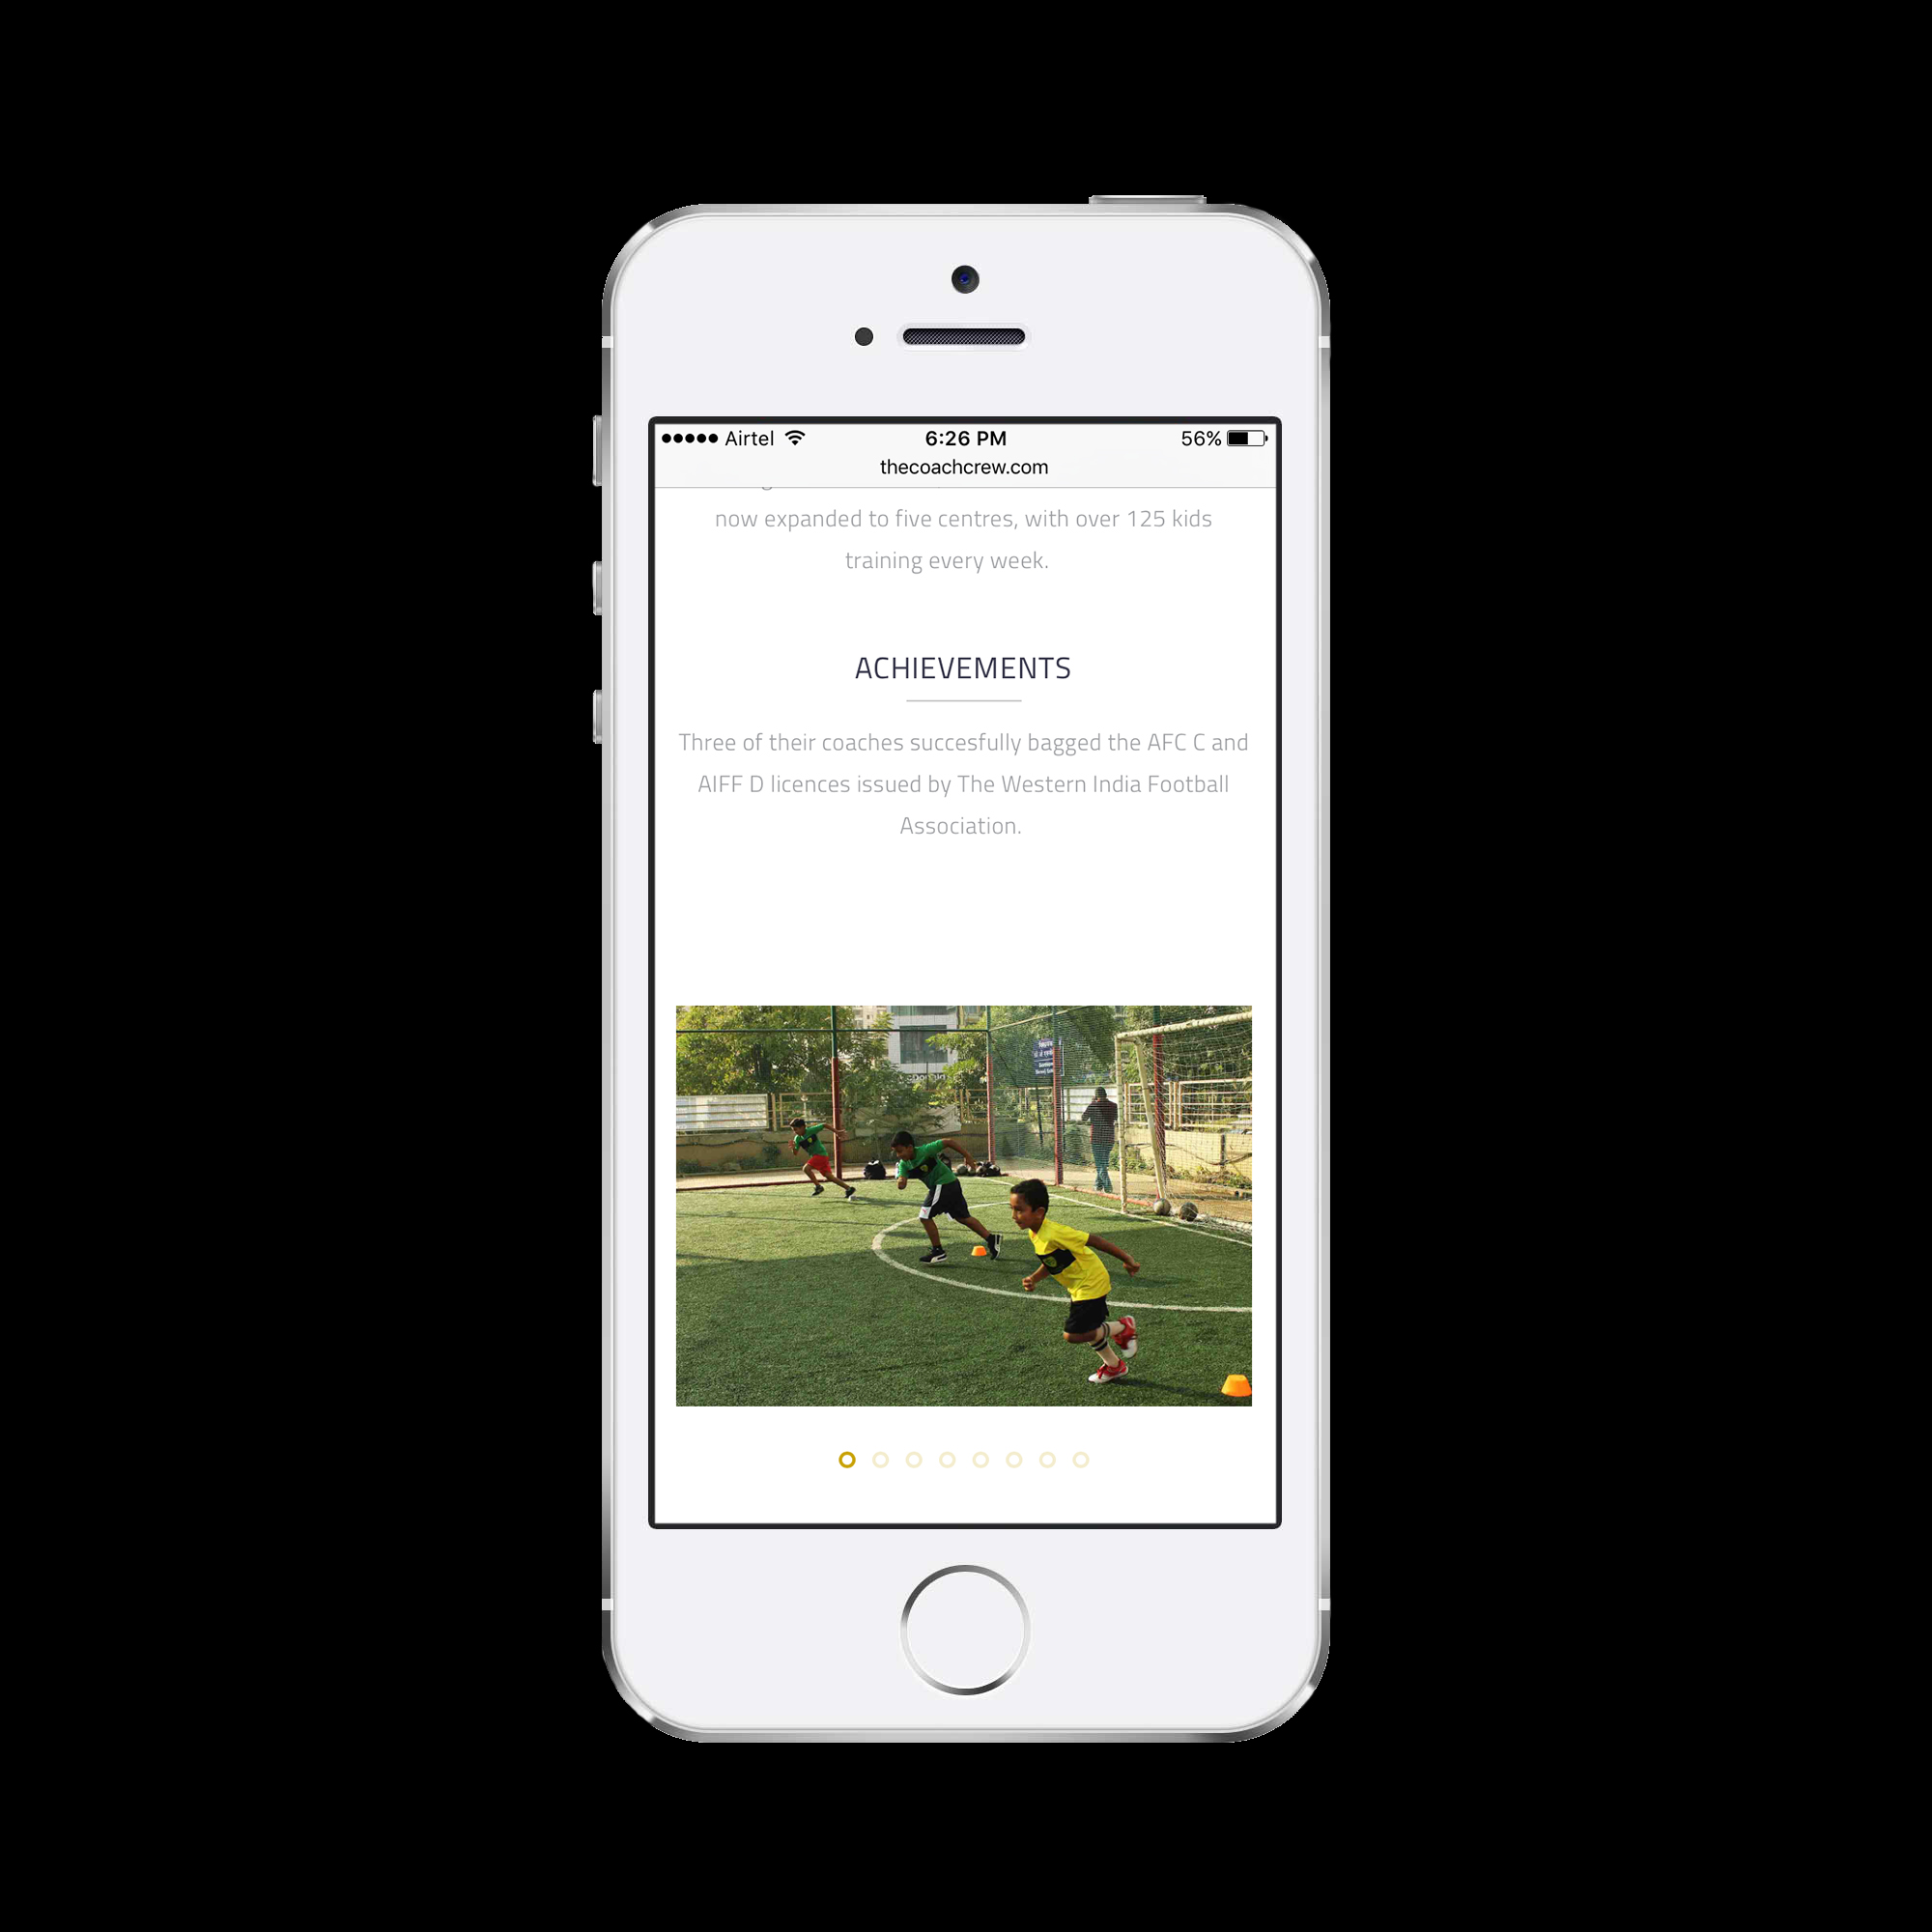 Airtel 6:26 PM 56%
thecoachcrew.com
now expanded to five centres, with over 125 kids
training every week.
ACHIEVEMENTS
Three of their coaches succesfully bagged the AFC C and
AIFF D licences issued by The Western India Football
Association.